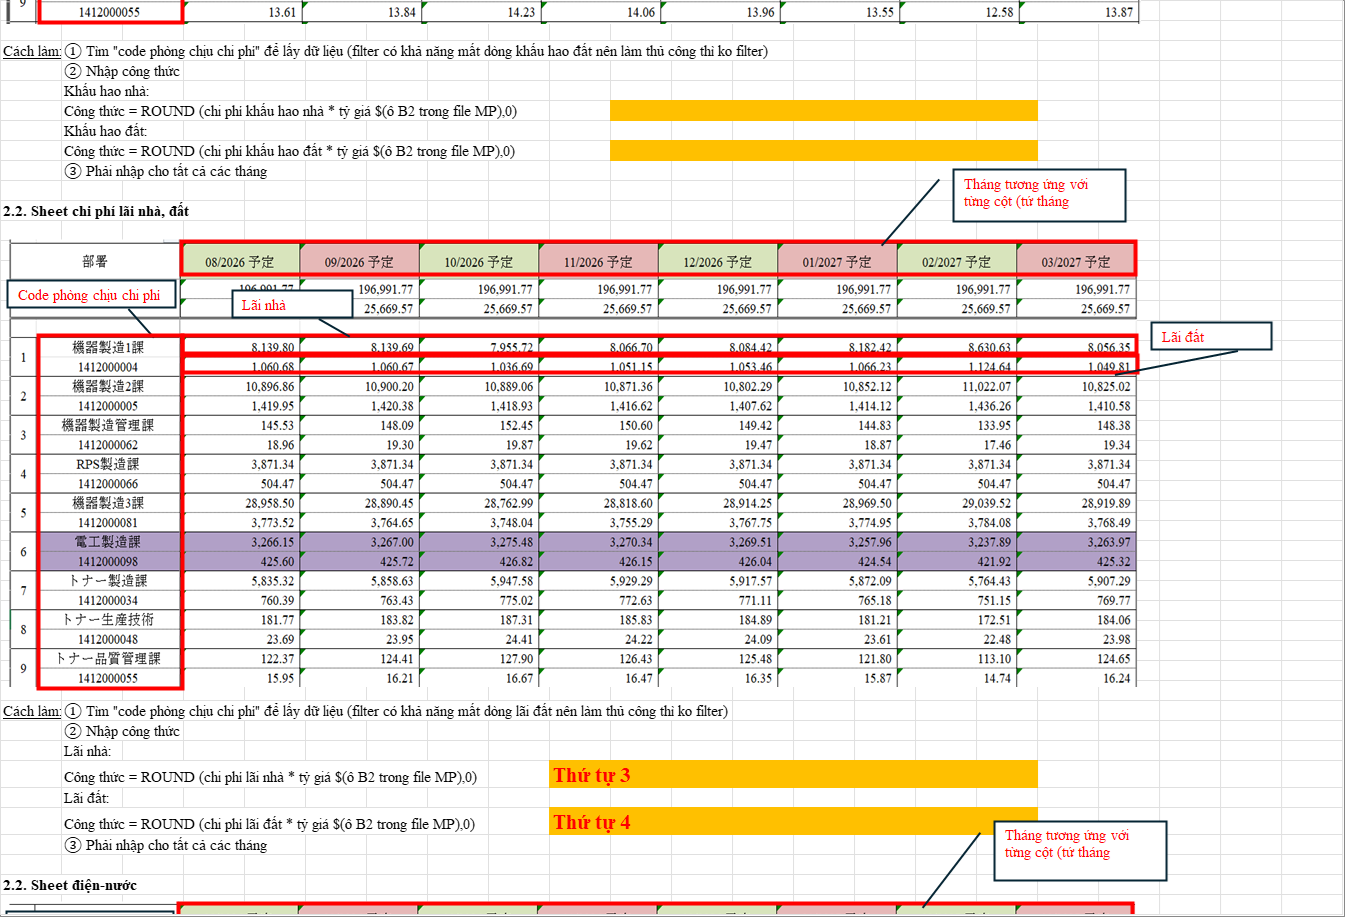 9
1412000055 13.61 13.84 14.23 14.06 13.96 13.55 12.58 13.87
Cách làm: ① Tìm "code phòng chịu chi phí" để lấy dữ liệu (filter có khả năng mất dòng khấu hao đất nên làm thủ công thì ko filter)
② Nhập công thức
Khấu hao nhà:
Công thức = ROUND (chi phí khấu hao nhà * tỷ giá $(ô B2 trong file MP),0)
Khấu hao đất:
Công thức = ROUND (chi phí khấu hao đất * tỷ giá $(ô B2 trong file MP),0)
③ Phải nhập cho tất cả các tháng
Tháng tương ứng với
từng cột (từ tháng
2.2. Sheet chi phí lãi nhà, đất
部署 08/2026 予定 09/2026 予定 10/2026 予定 11/2026 予定 12/2026 予定 01/2027 予定 02/2027 予定 03/2027 予定
196,991.77 196,991.77 196,991.77 196,991.77 196,991.77 196,991.77 196,991.77 196,991.77
Code phòng chịu chi phí
Lãi nhà
25,669.57 25,669.57 25,669.57 25,669.57 25,669.57 25,669.57 25,669.57
Lãi đất
1 機器製造1課 8,139.80 8,139.69 7,955.72 8,066.70 8,084.42 8,182.42 8,630.63 8,056.35
1412000004 1,060.68 1,060.67 1,036.69 1,051.15 1,053.46 1,066.23 1,124.64 1,049.81
2 機器製造2課 10,896.86 10,900.20 10,889.06 10,871.36 10,802.29 10,852.12 11,022.07 10,825.02
1412000005 1,419.95 1,420.38 1,418.93 1,416.62 1,407.62 1,414.12 1,436.26 1,410.58
3 機器製造管理課 145.53 148.09 152.45 150.60 149.42 144.83 133.95 148.38
1412000062 18.96 19.30 19.87 19.62 19.47 18.87 17.46 19.34
4 RPS製造課 3,871.34 3,871.34 3,871.34 3,871.34 3,871.34 3,871.34 3,871.34 3,871.34
1412000066 504.47 504.47 504.47 504.47 504.47 504.47 504.47 504.47
5 機器製造3課 28,958.50 28,890.45 28,762.99 28,818.60 28,914.25 28,969.50 29,039.52 28,919.89
1412000081 3,773.52 3,764.65 3,748.04 3,755.29 3,767.75 3,774.95 3,784.08 3,768.49
6 電工製造課 3,266.15 3,267.00 3,275.48 3,270.34 3,269.51 3,257.96 3,237.89 3,263.97
1412000098 425.60 425.72 426.82 426.15 426.04 424.54 421.92 425.32
7 トナー製造課 5,835.32 5,858.63 5,947.58 5,929.29 5,917.57 5,872.09 5,764.43 5,907.29
1412000034 760.39 763.43 775.02 772.63 771.11 765.18 751.15 769.77
8 トナー生産技術 181.77 183.82 187.31 185.83 184.89 181.21 172.51 184.06
1412000048 23.69 23.95 24.41 24.22 24.09 23.61 22.48 23.98
9 トナー品質管理課 122.37 124.41 127.90 126.43 125.48 121.80 113.10 124.65
1412000055 15.95 16.21 16.67 16.47 16.35 15.87 14.74 16.24
Cách làm: ① Tìm "code phòng chịu chi phí" để lấy dữ liệu (filter có khả năng mất dòng lãi đất nên làm thủ công thì ko filter)
② Nhập công thức
Lãi nhà:
Công thức = ROUND (chi phí lãi nhà * tỷ giá $(ô B2 trong file MP),0) Thứ tự 3
Lãi đất:
Công thức = ROUND (chi phí lãi đất * tỷ giá $(ô B2 trong file MP),0) Thứ tự 4
③ Phải nhập cho tất cả các tháng
Tháng tương ứng với
từng cột (từ tháng
2.2. Sheet điện-nước